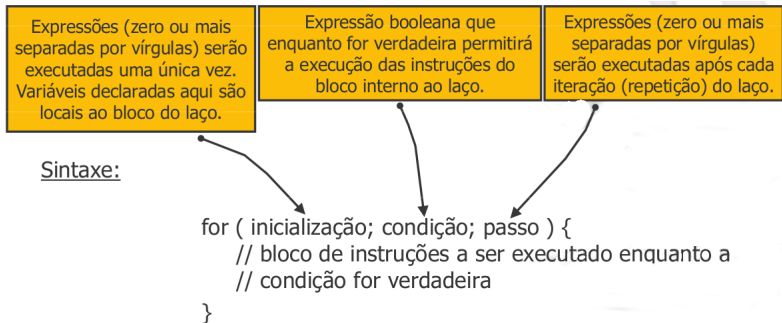 Expressões (zero ou mais
separadas por vírgulas) serão
executadas uma única vez.
Variáveis declaradas aqui são
locais ao bloco do laço.
Expressão booleana que
enquanto for verdadeira permitirá
a execução das instruções do
bloco interno ao laço.
Expressões (zero ou mais
separadas por vírgulas)
serão executadas após cada
iteração (repetição) do laço.
Sintaxe:
for ( inicialização; condição; passo ) {
// bloco de instruções a ser executado enquanto a
// condição for verdadeira
}